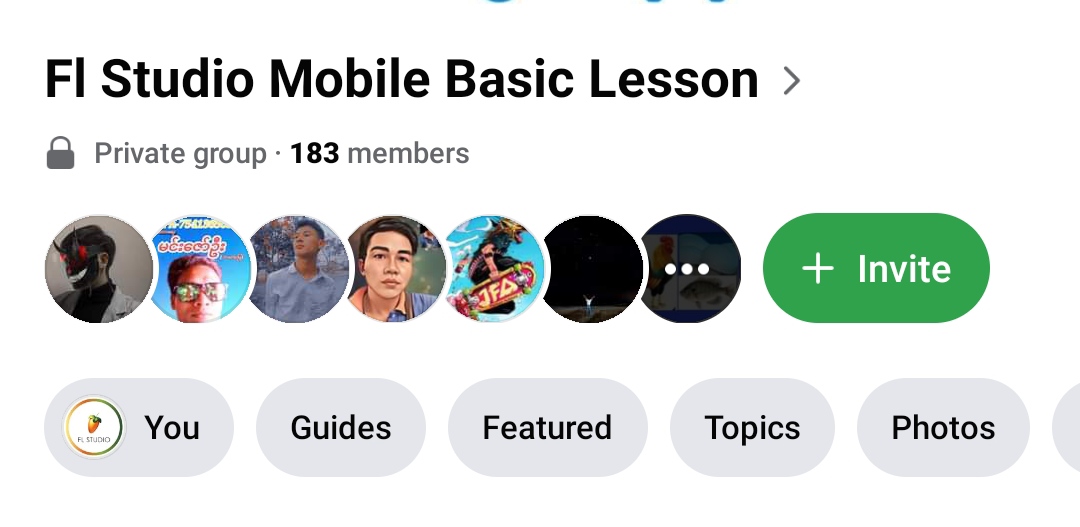 Fl Studio Mobile Basic Lesson
Private group · 183 members
မင်းဇော်ဦး
JFA
+ Invite
FL STUDIO
You
Guides
Featured
Topics
Photos